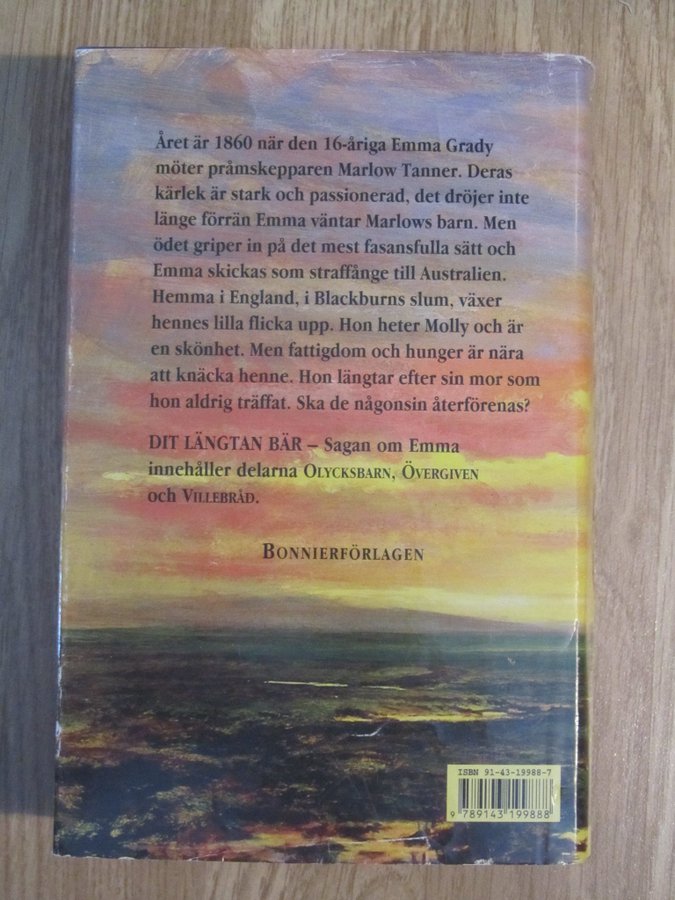 Året är 1860 när den 16-åriga Emma Grady
möter pråmskepparen Marlow Tanner. Deras
kärlek är stark och passionerad, det dröjer inte
länge förrän Emma väntar Marlows barn. Men
ödet griper in på det mest fasansfulla sätt och
Emma skickas som straffånge till Australien.
Hemma i England, i Blackburns slum, växer
hennes lilla flicka upp. Hon heter Molly och är
en skönhet. Men fattigdom och hunger är nära
att knäcka henne. Hon längtar efter sin mor som
hon aldrig träffat. Ska de någonsin återförenas?
DIT LÄNGTAN BÄR – Sagan om Emma
innehåller delarna OLYCKSBARN, ÖVERGIVEN
och VILLEBRÅD.
BONNIERFÖRLAGEN
ISBN 91-43-19988-7
9 789143 199888